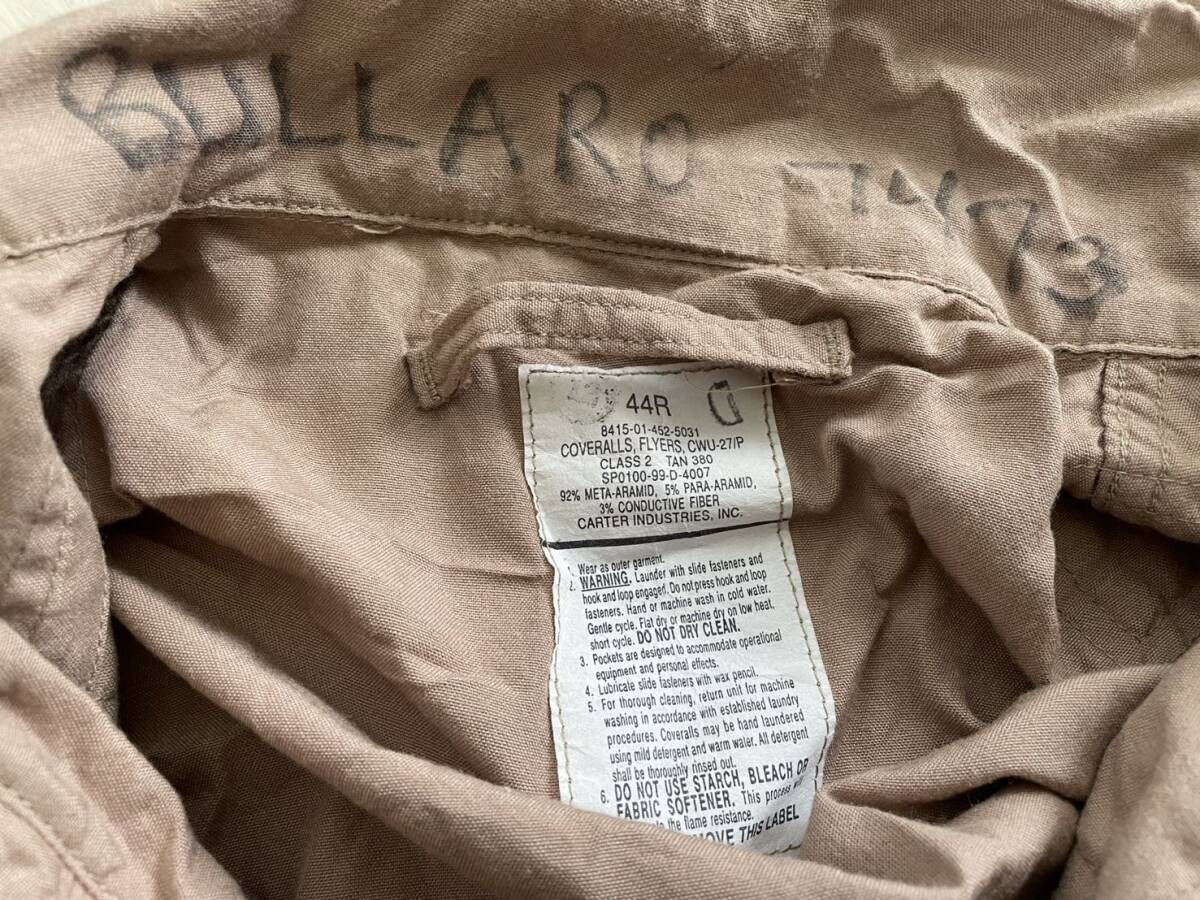 BULLARO 7473
44R D
8415-01-452-5031
COVERALLS, FLYERS, CWU-27/P
CLASS 2 TAN 380
SP0100-99-D-4007
92% META-ARAMID, 5% PARA-ARAMID,
3% CONDUCTIVE FIBER
CARTER INDUSTRIES, INC.
1. Wear as outer garment.
2. WARNING. Launder with slide fasteners and
hook and loop engaged. Do not press hook and loop
fasteners. Hand or machine wash in cold water.
Gentle cycle. Flat dry or machine dry on low heat,
short cycle. DO NOT DRY CLEAN.
3. Pockets are designed to accommodate operational
equipment and personal effects.
4. Lubricate slide fasteners with wax pencil.
5. For thorough cleaning, return unit for machine
washing in accordance with established laundry
procedures. Coveralls may be hand laundered
using mild detergent and warm water. All detergent
shall be thoroughly rinsed out.
6. DO NOT USE STARCH, BLEACH OR
FABRIC SOFTENER. This process
the flame resistance.
THIS LABEL